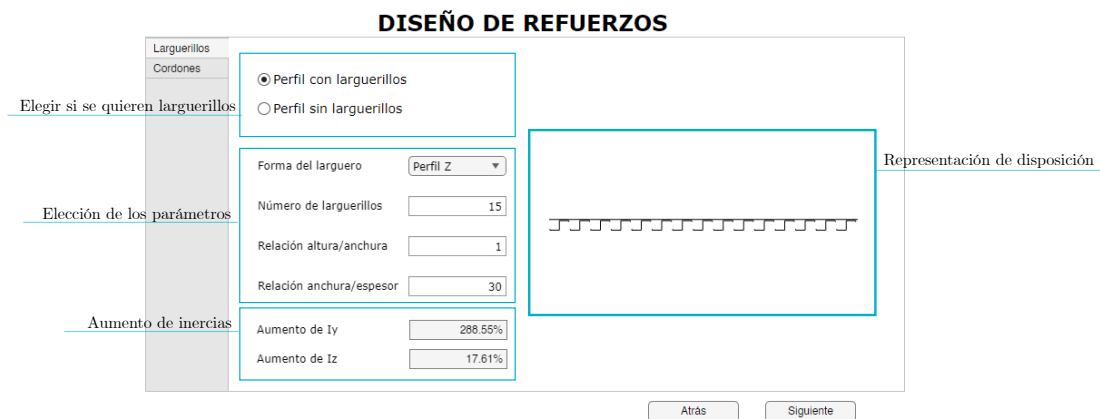 DISEÑO DE REFUERZOS
Larguerillos
Cordones
Elegir si se quieren larguerillos
Perfil con larguerillos
Perfil sin larguerillos
Elección de los parámetros
Forma del larguero Perfil Z
Número de larguerillos 15
Relación altura/anchura 1
Relación anchura/espesor 30
Representación de disposición
Aumento de inercias
Aumento de Iy 288.55%
Aumento de Iz 17.61%
Atrás Siguiente